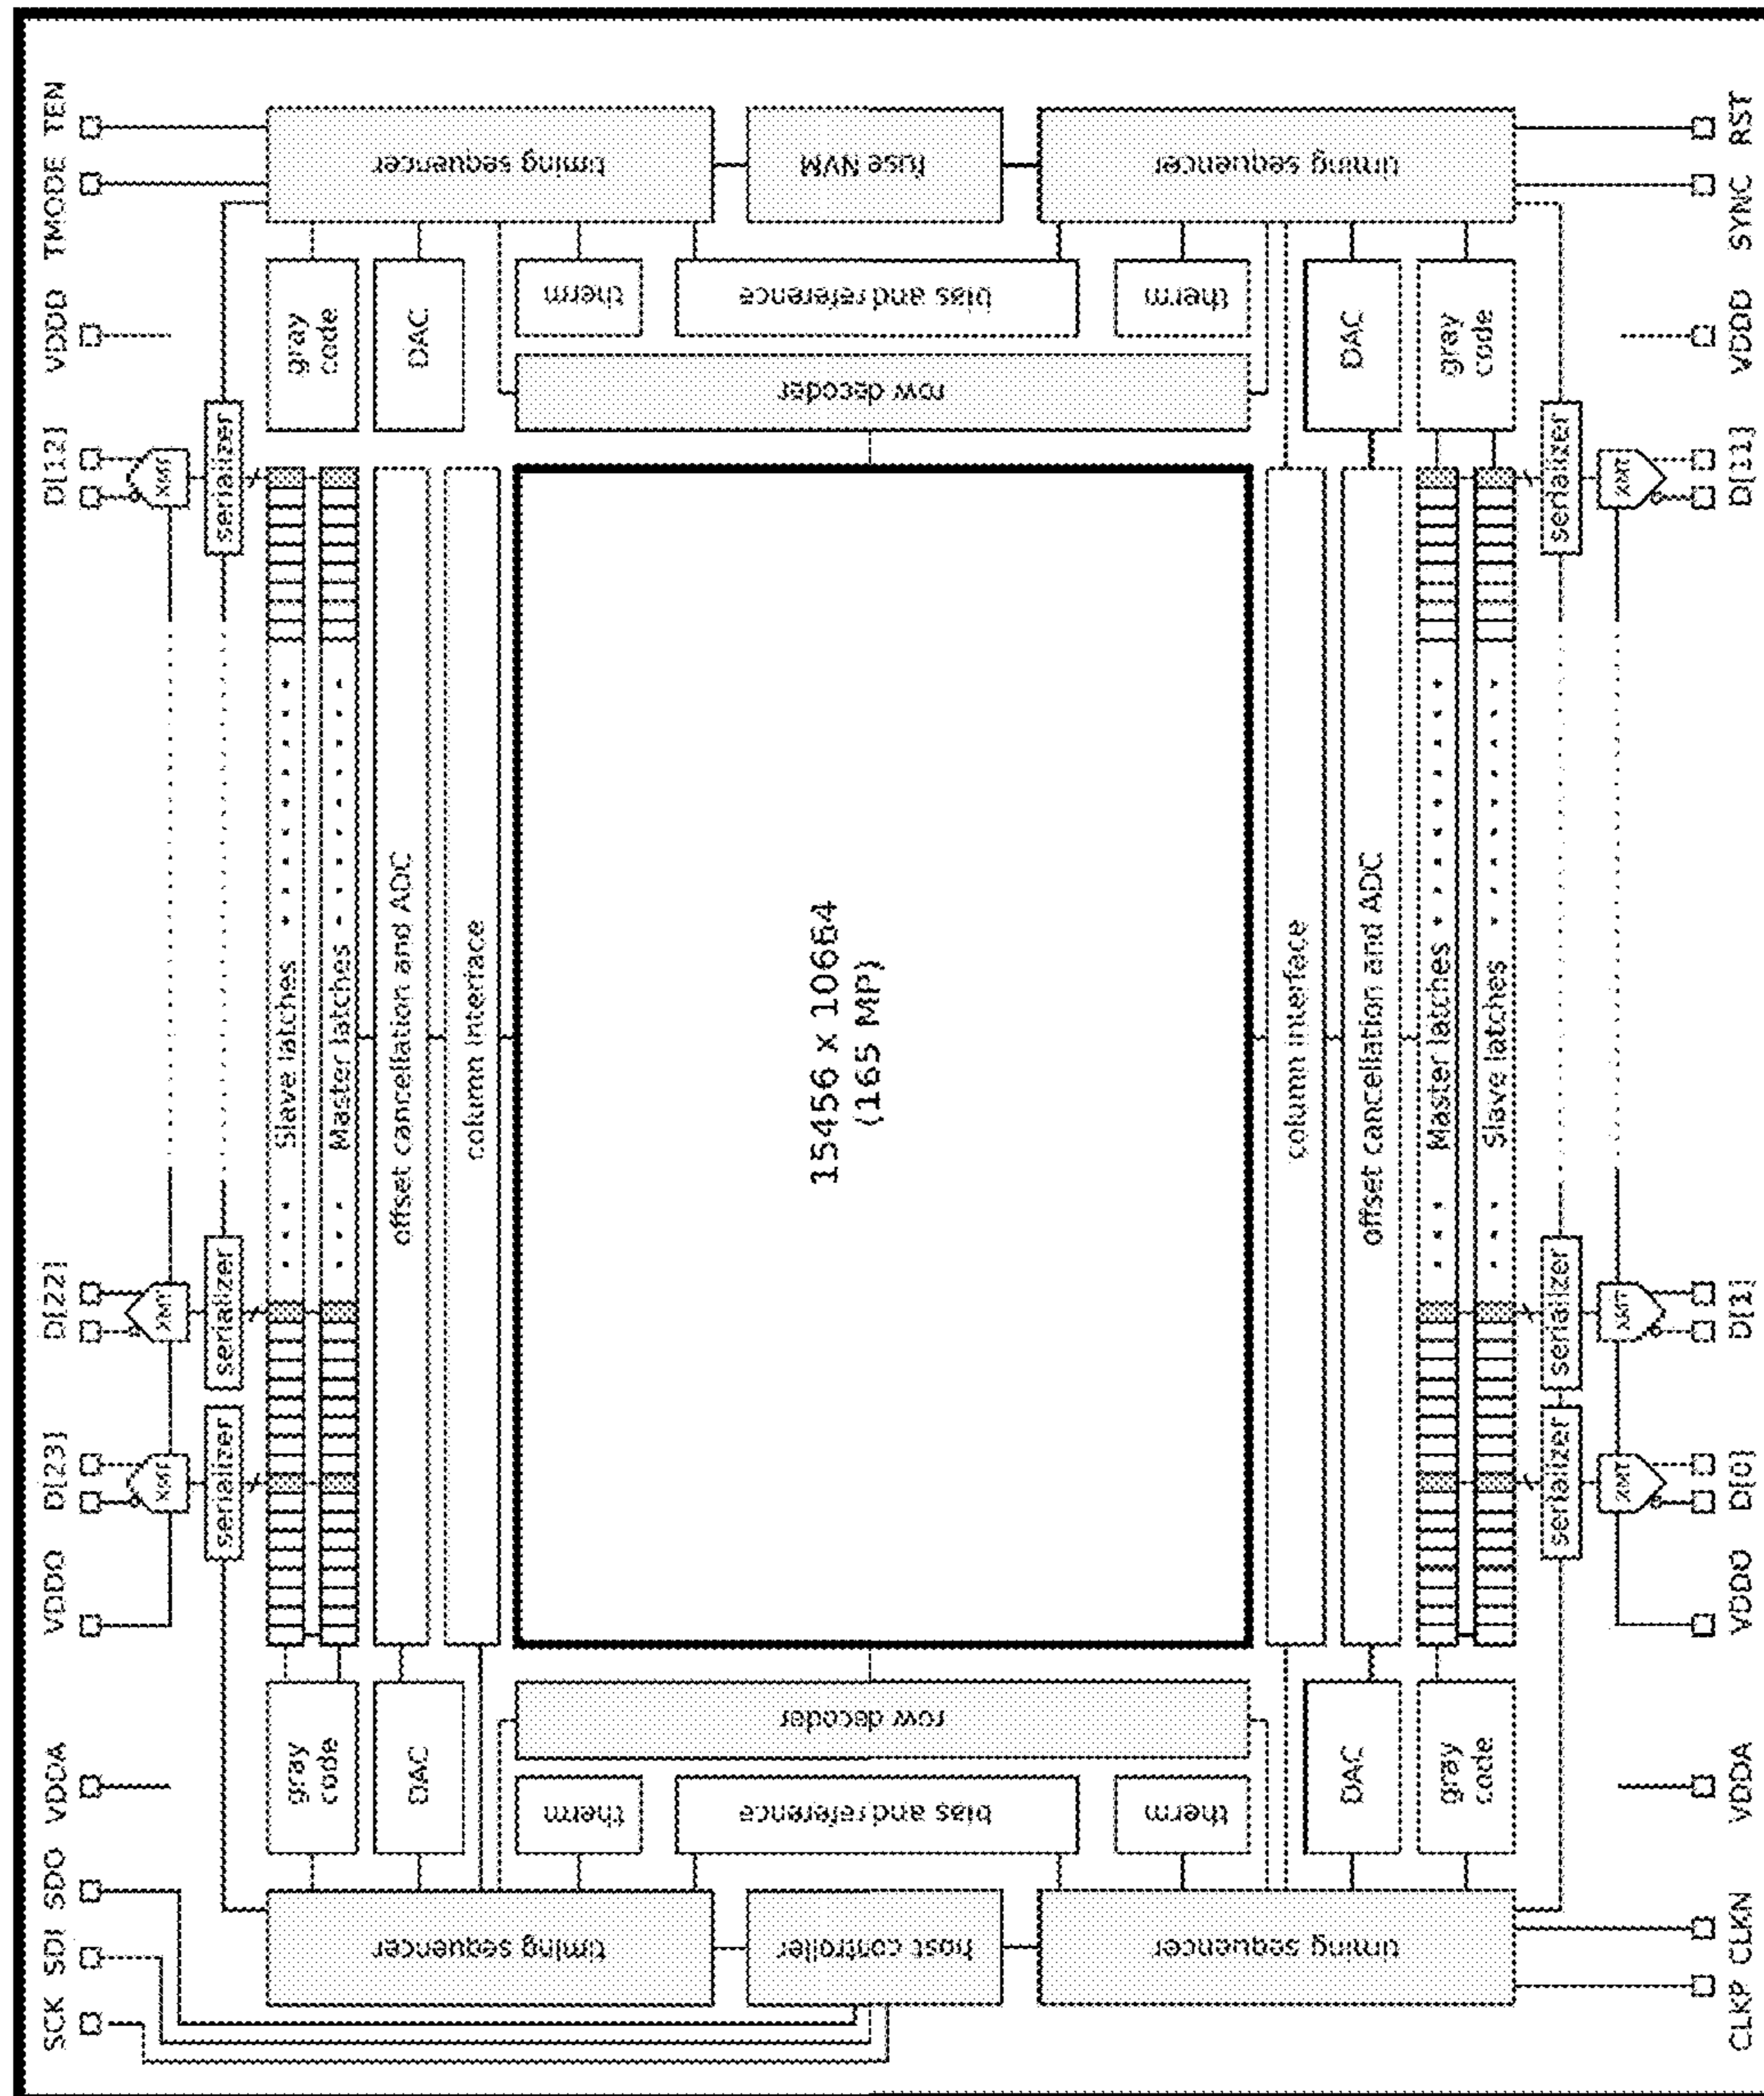 SCK SDI SDO VDDA VDDO D[23] D[22] D[12] VDDD TMODE TEN
XMT XMT XMT
serializer serializer serializer
gray
code
Slave latches
Master latches
gray
code
DAC
offset cancellation and ADC
DAC
column interface
timing sequencer
therm
therm
timing sequencer
host controller
bias and reference
row decoder
15456 x 10664
(165 MP)
row decoder
bias and reference
fuse NVM
timing sequencer
therm
therm
timing sequencer
column interface
DAC
offset cancellation and ADC
DAC
gray
code
Master latches
Slave latches
gray
code
serializer serializer serializer
XMT XMT XMT
CLKP CLKN VDDA VDDO D[0] D[1] D[11] VDDD SYNC RST